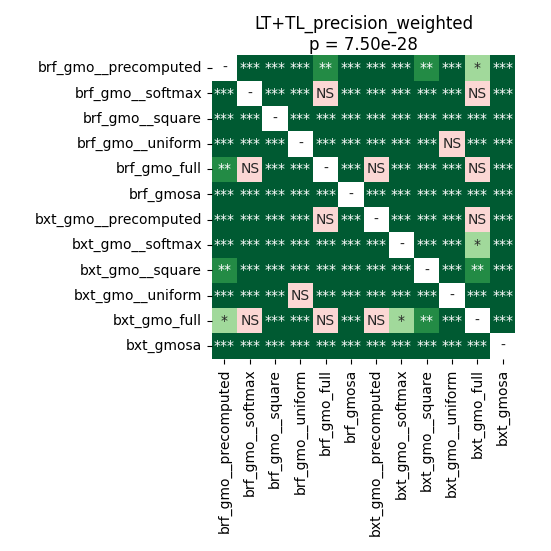 LT+TL_precision_weighted
p = 7.50e-28
brf_gmo__precomputed - *** *** *** ** *** *** *** ** *** * ***
brf_gmo__softmax *** - *** *** NS *** *** *** *** *** NS ***
brf_gmo__square *** *** - *** *** *** *** *** *** *** *** ***
brf_gmo__uniform *** *** *** - *** *** *** *** *** NS *** ***
brf_gmo_full ** NS *** *** - *** NS *** *** *** NS ***
brf_gmosa *** *** *** *** *** - *** *** *** *** *** ***
bxt_gmo__precomputed *** *** *** *** NS *** - *** *** *** NS ***
bxt_gmo__softmax *** *** *** *** *** *** *** - *** *** * ***
bxt_gmo__square ** *** *** *** *** *** *** *** - *** ** ***
bxt_gmo__uniform *** *** *** NS *** *** *** *** *** - *** ***
bxt_gmo_full * NS *** *** NS *** NS * ** *** - ***
bxt_gmosa *** *** *** *** *** *** *** *** *** *** *** -
brf_gmo__precomputed
brf_gmo__softmax
brf_gmo__square
brf_gmo__uniform
brf_gmo_full
brf_gmosa
bxt_gmo__precomputed
bxt_gmo__softmax
bxt_gmo__square
bxt_gmo__uniform
bxt_gmo_full
bxt_gmosa